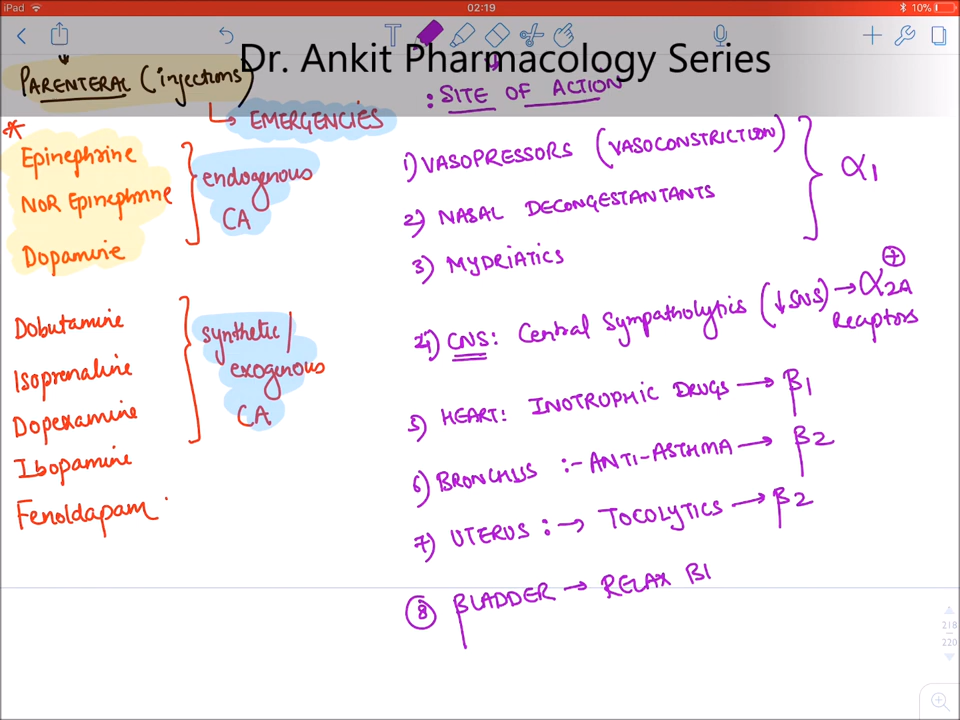 iPad 02:19 10%
Dr. Ankit Pharmacology Series
PARENTERAL (injections)
EMERGENCIES
Epinephrine
NOR Epinephrine
Dopamine
endogenous
CA
Dobutamine
Isoprenaline
Dopexamine
Ibopamine
Fenoldapam
synthetic/
exogenous
CA
: SITE OF ACTION
1) VASOPRESSORS (VASOCONSTRICTION)
2) NASAL DECONGESTANTANTS
3) MYDRIATICS
α1
4) CNS: Central Sympatholytics (↓SNS) → α2A
+
Receptors
5) HEART: INOTROPHIC DRUGS → β1
6) BRONCHUS :- ANTI-ASTHMA → β2
7) UTERUS :→ TOCOLYTICS → β2
8 BLADDER → RELAX Bl
218
220